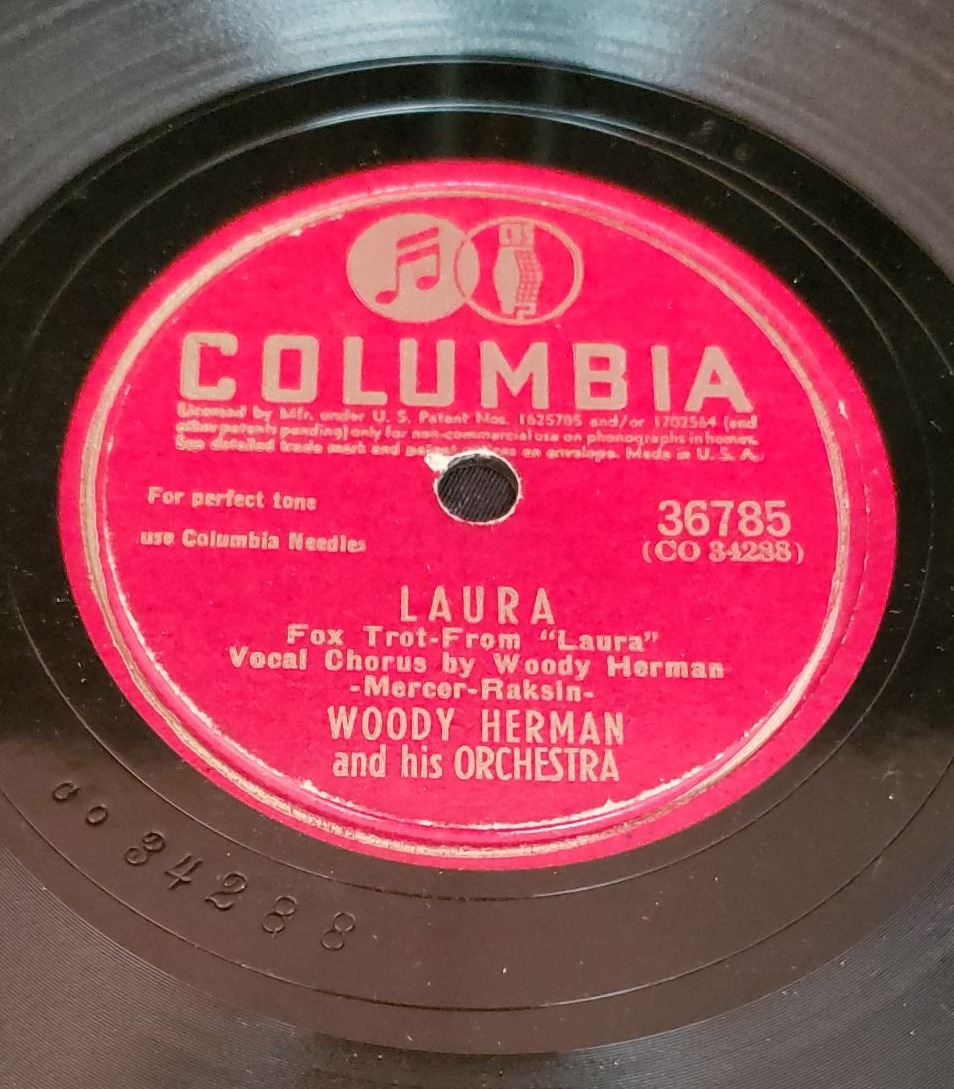 CBS
COLUMBIA
Licensed by Mfr. under U. S. Patent Nos. 1625705 and/or 1702564 (and
other patents pending) only for non-commercial use on phonographs in homes.
See detailed trade mark and on envelope. Made in U. S. A.
For perfect tone
use Columbia Needles
36785
(CO 34288)
LAURA
Fox Trot-From "Laura"
Vocal Chorus by Woody Herman
-Mercer-Raksin-
WOODY HERMAN
and his ORCHESTRA
CO 34288